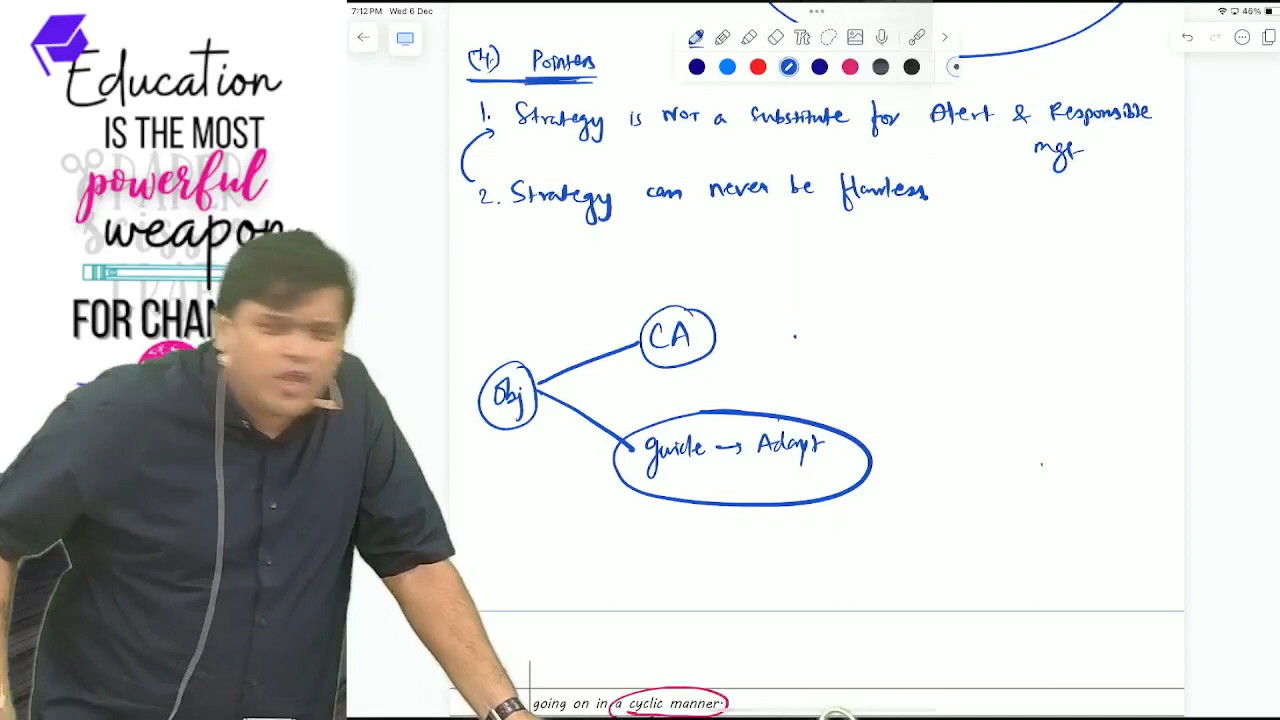 7:12 PM Wed 6 Dec
46%
Education
IS THE MOST
powerful
weapon
FOR CHAN
(4.) Pointers
1. Strategy is NOT a substitute for Alert & Responsible
mgt
2. Strategy can never be flawless
CA
Obj
guide → Adapt
going on in a cyclic manner.